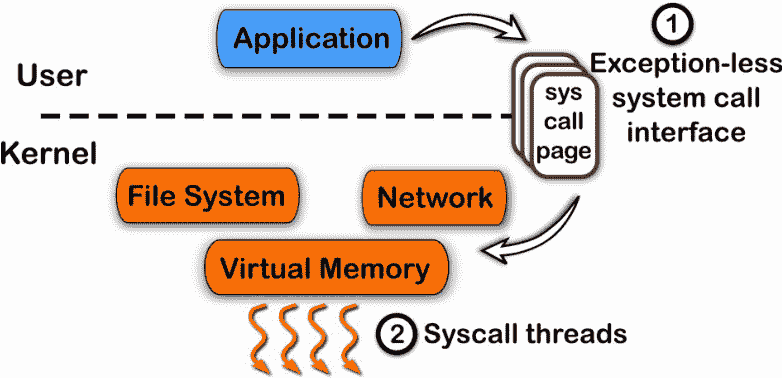 Application
1
Exception-less
system call
interface
User
sys
call
page
Kernel
File System
Network
Virtual Memory
2 Syscall threads